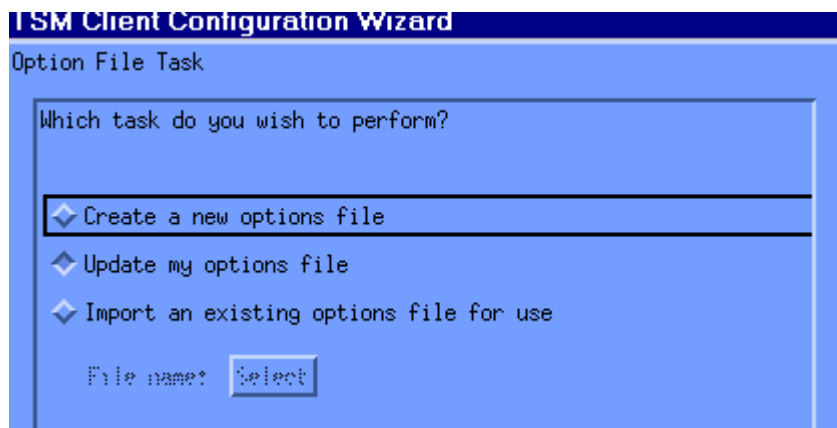 TSM Client Configuration Wizard
Option File Task
Which task do you wish to perform?
Create a new options file
Update my options file
Import an existing options file for use
File name: Select